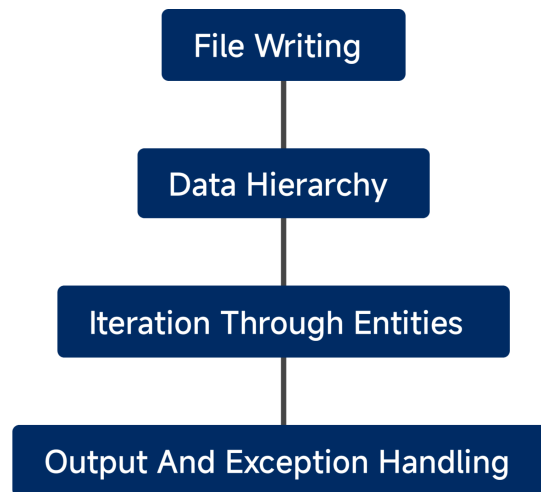 File Writing
Data Hierarchy
Iteration Through Entities
Output And Exception Handling